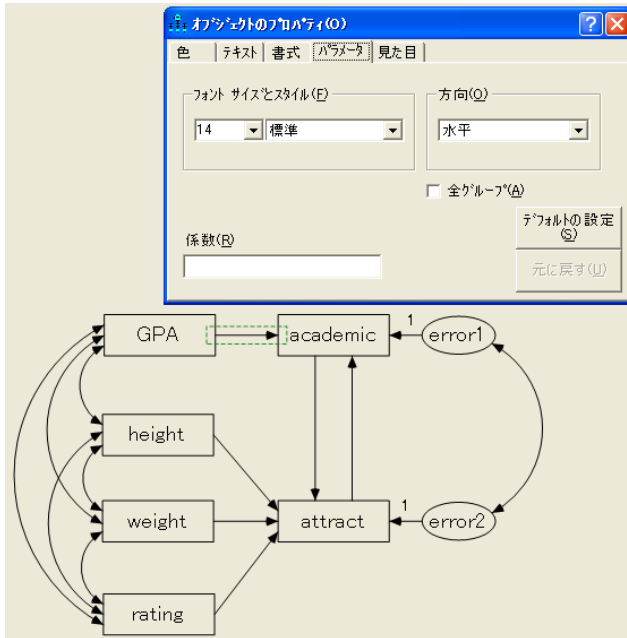 オブジェクトのプロパティ(O)
色 テキスト 書式 パラメータ 見た目
フォント サイズとスタイル(F) 方向(O)
14 標準 水平
全グループ(A)
係数(R)
デフォルトの設定
(S)
元に戻す(U)
GPA academic 1 error1
height
weight attract 1 error2
rating